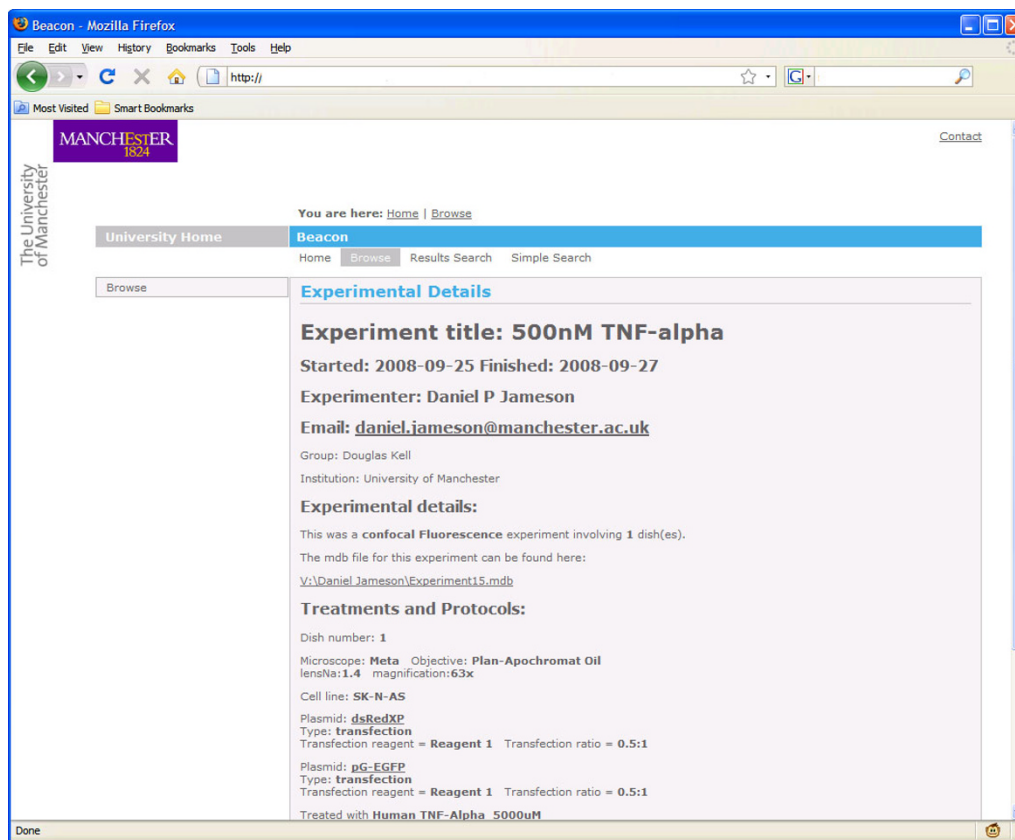 Beacon - Mozilla Firefox
File Edit View History Bookmarks Tools Help
http://
G
Most Visited Smart Bookmarks
MANCHESTER
1824
The University
of Manchester
Contact
You are here: Home | Browse
University Home
Beacon
Home Browse Results Search Simple Search
Browse
Experimental Details
Experiment title: 500nM TNF-alpha
Started: 2008-09-25 Finished: 2008-09-27
Experimenter: Daniel P Jameson
Email: daniel.jameson@manchester.ac.uk
Group: Douglas Kell
Institution: University of Manchester
Experimental details:
This was a confocal Fluorescence experiment involving 1 dish(es).
The mdb file for this experiment can be found here:
V:\Daniel Jameson\Experiment15.mdb
Treatments and Protocols:
Dish number: 1
Microscope: Meta Objective: Plan-Apochromat Oil
lensNa:1.4 magnification:63x
Cell line: SK-N-AS
Plasmid: dsRedXP
Type: transfection
Transfection reagent = Reagent 1 Transfection ratio = 0.5:1
Plasmid: pG-EGFP
Type: transfection
Transfection reagent = Reagent 1 Transfection ratio = 0.5:1
Treated with Human TNF-Alpha 5000uM
Done